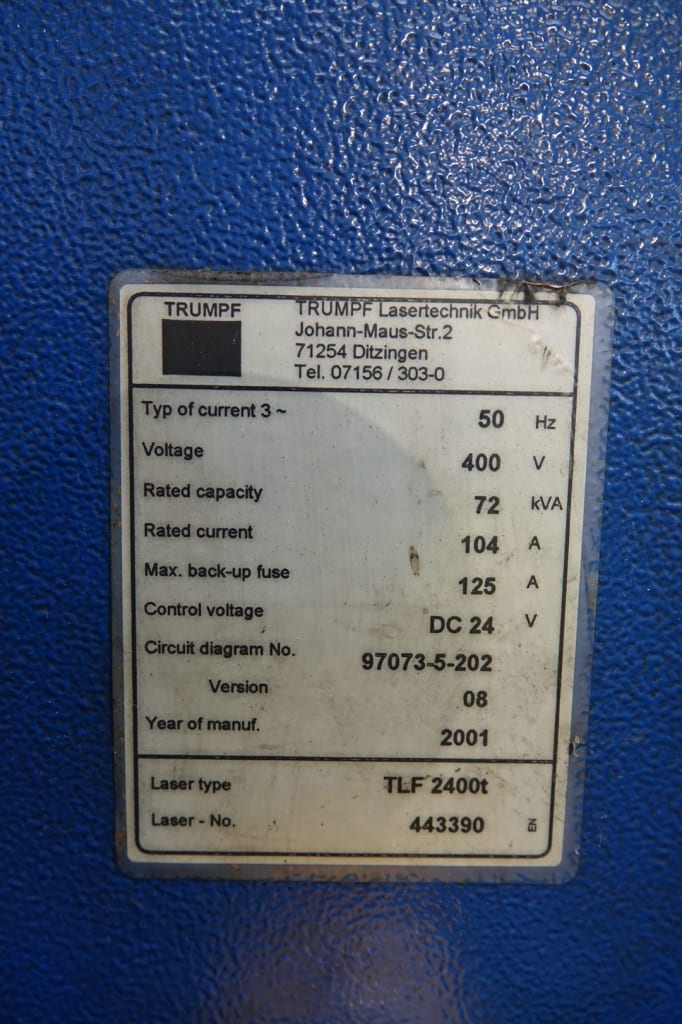 TRUMPF
TRUMPF Lasertechnik GmbH
Johann-Maus-Str.2
71254 Ditzingen
Tel. 07156 / 303-0
Typ of current 3 ~ 50 Hz
Voltage 400 V
Rated capacity 72 kVA
Rated current 104 A
Max. back-up fuse 125 A
Control voltage DC 24 V
Circuit diagram No. 97073-5-202
Version 08
Year of manuf. 2001
Laser type TLF 2400t
Laser - No. 443390 EN